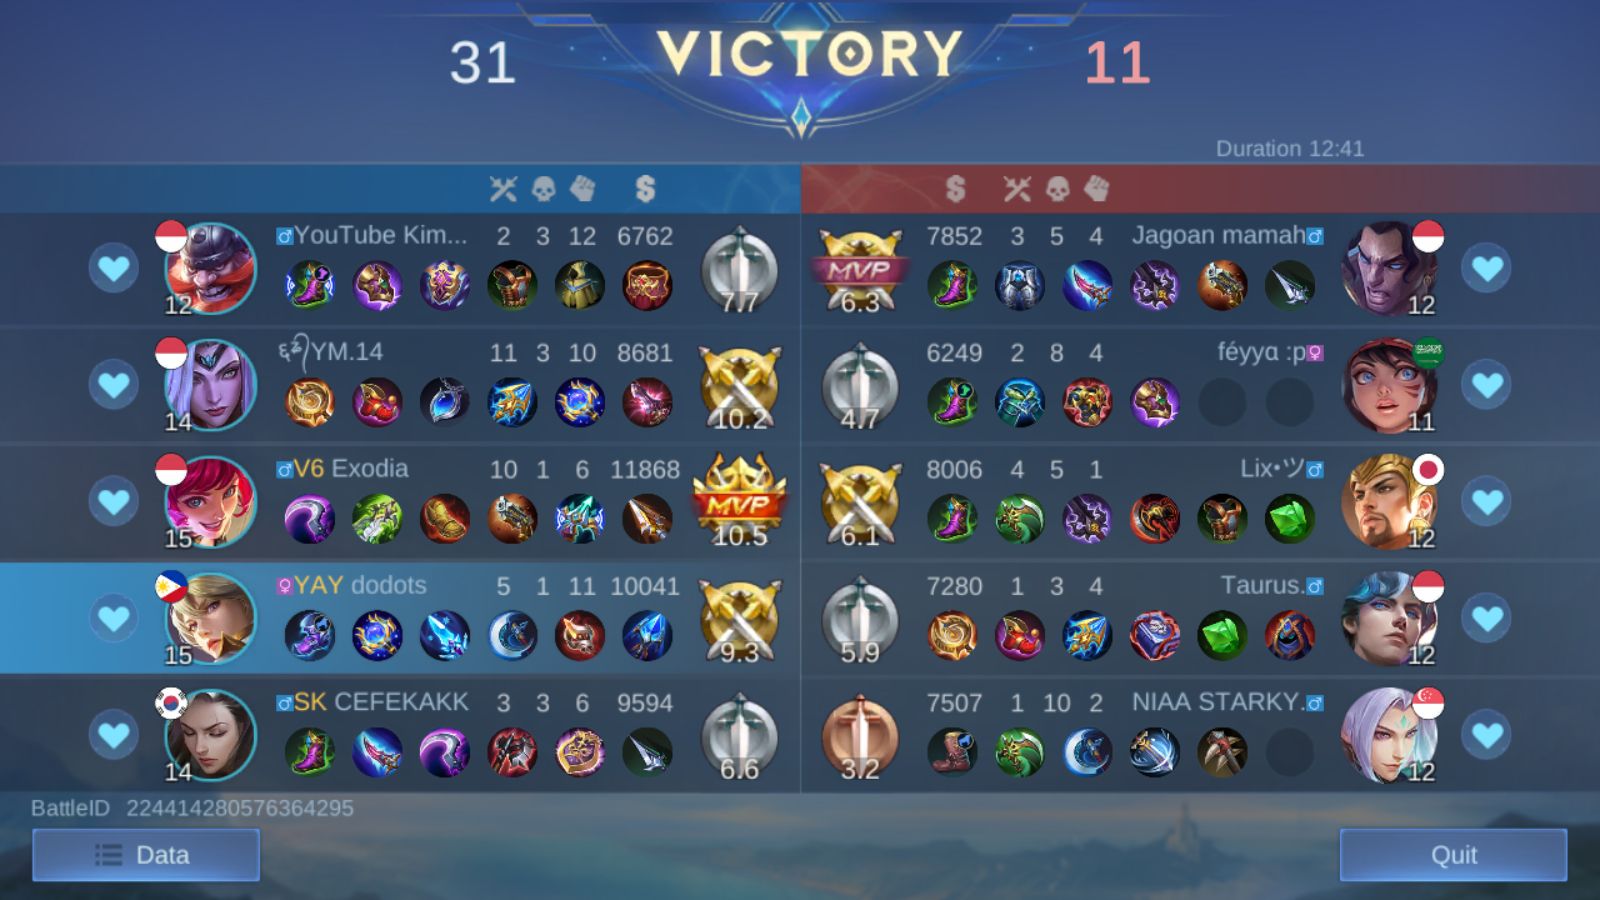 31 VICTORY 11
Duration 12:41
YouTube Kim... 2 3 12 6762
12 7.7
MVP 7852 3 5 4 Jagoan mamah
6.3 12
YM.14 11 3 10 8681
14 10.2
6249 2 8 4 féyyα :p
4.7 11
V6 Exodia 10 1 6 11868
15 MVP 10.5
8006 4 5 1 Lix•ツ
6.1 12
YAY dodots 5 1 11 10041
15 9.3
7280 1 3 4 Taurus.
5.9 12
SK CEFEKAKK 3 3 6 9594
14 6.6
7507 1 10 2 NIAA STARKY.
3.2 12
BattleID 224414280576364295
Data
Quit